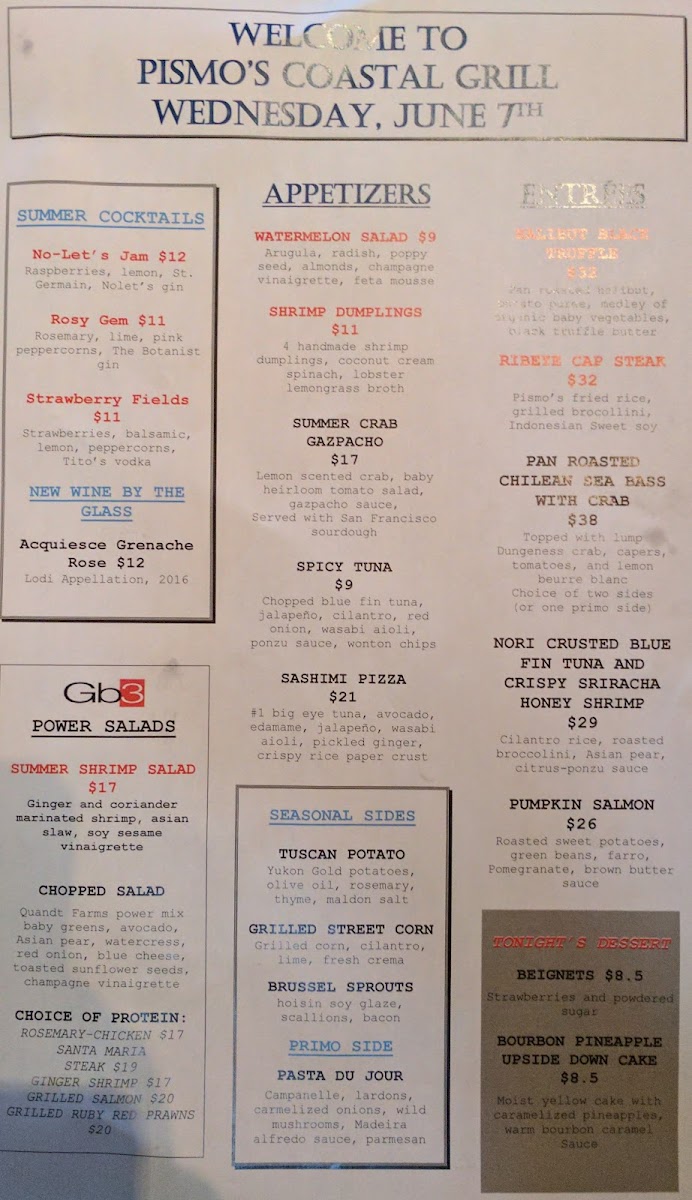 WELCOME TO
PISMO'S COASTAL GRILL
WEDNESDAY, JUNE 7TH
SUMMER COCKTAILS
No-Let's Jam $12
Raspberries, lemon, St.
Germain, Nolet's gin
Rosy Gem $11
Rosemary, lime, pink
peppercorns, The Botanist
gin
Strawberry Fields
$11
Strawberries, balsamic,
lemon, peppercorns,
Tito's vodka
NEW WINE BY THE
GLASS
Acquiesce Grenache
Rose $12
Lodi Appellation, 2016
Gb3
POWER SALADS
SUMMER SHRIMP SALAD
$17
Ginger and coriander
marinated shrimp, asian
slaw, soy sesame
vinaigrette
CHOPPED SALAD
Quandt Farms power mix
baby greens, avocado,
Asian pear, watercress,
red onion, blue cheese,
toasted sunflower seeds,
champagne vinaigrette
CHOICE OF PROTEIN:
ROSEMARY-CHICKEN $17
SANTA MARIA
STEAK $19
GINGER SHRIMP $17
GRILLED SALMON $20
GRILLED RUBY RED PRAWNS
$20
APPETIZERS
WATERMELON SALAD $9
Arugula, radish, poppy
seed, almonds, champagne
vinaigrette, feta mousse
SHRIMP DUMPLINGS
$11
4 handmade shrimp
dumplings, coconut cream
spinach, lobster
lemongrass broth
SUMMER CRAB
GAZPACHO
$17
Lemon scented crab, baby
heirloom tomato salad,
gazpacho sauce,
Served with San Francisco
sourdough
SPICY TUNA
$9
Chopped blue fin tuna,
jalapeño, cilantro, red
onion, wasabi aioli,
ponzu sauce, wonton chips
SASHIMI PIZZA
$21
#1 big eye tuna, avocado,
edamame, jalapeño, wasabi
aioli, pickled ginger,
crispy rice paper crust
SEASONAL SIDES
TUSCAN POTATO
Yukon Gold potatoes,
olive oil, rosemary,
thyme, maldon salt
GRILLED STREET CORN
Grilled corn, cilantro,
lime, fresh crema
BRUSSEL SPROUTS
hoisin soy glaze,
scallions, bacon
PRIMO SIDE
PASTA DU JOUR
Campanelle, lardons,
carmelized onions, wild
mushrooms, Madeira
alfredo sauce, parmesan
ENTRÉES
HALIBUT BLACK
TRUFFLE
Pan roasted halibut,
potato puree, medley of
organic baby vegetables,
black truffle butter
RIBEYE CAP STEAK
$32
Pismo's fried rice,
grilled brocollini,
Indonesian Sweet soy
PAN ROASTED
CHILEAN SEA BASS
WITH CRAB
$38
Topped with lump
Dungeness crab, capers,
tomatoes, and lemon
beurre blanc
Choice of two sides
(or one primo side)
NORI CRUSTED BLUE
FIN TUNA AND
CRISPY SRIRACHA
HONEY SHRIMP
$29
Cilantro rice, roasted
broccolini, Asian pear,
citrus-ponzu sauce
PUMPKIN SALMON
$26
Roasted sweet potatoes,
green beans, farro,
Pomegranate, brown butter
sauce
TONIGHT'S DESSERT
BEIGNETS $8.5
Strawberries and powdered
sugar
BOURBON PINEAPPLE
UPSIDE DOWN CAKE
$8.5
Moist yellow cake with
caramelized pineapples,
warm bourbon caramel
Sauce